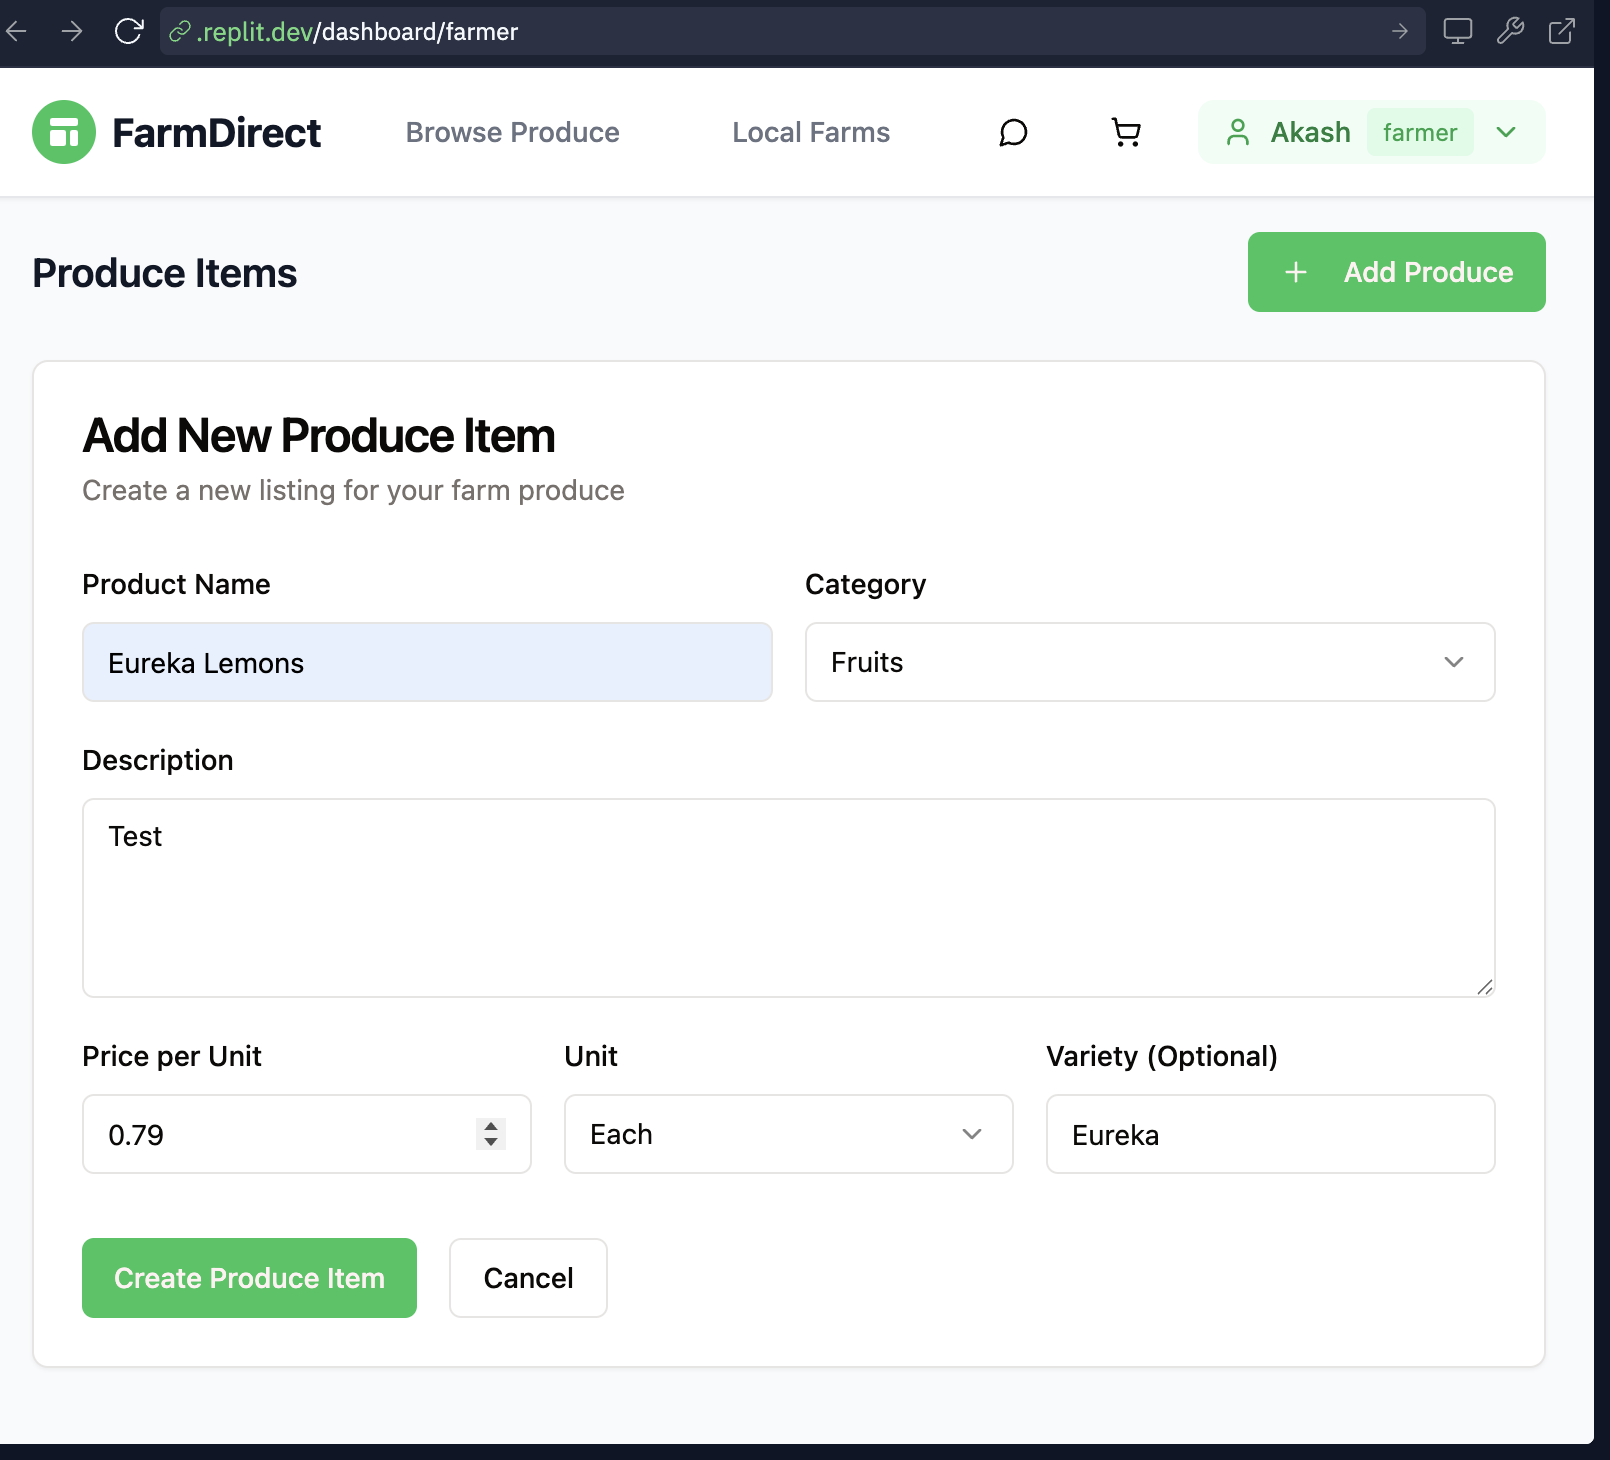 .replit.dev/dashboard/farmer
FarmDirect Browse Produce Local Farms Akash farmer
Produce Items
Add Produce
Add New Produce Item
Create a new listing for your farm produce
Product Name Category
Eureka Lemons Fruits
Description
Test
Price per Unit Unit Variety (Optional)
0.79 Each Eureka
Create Produce Item Cancel